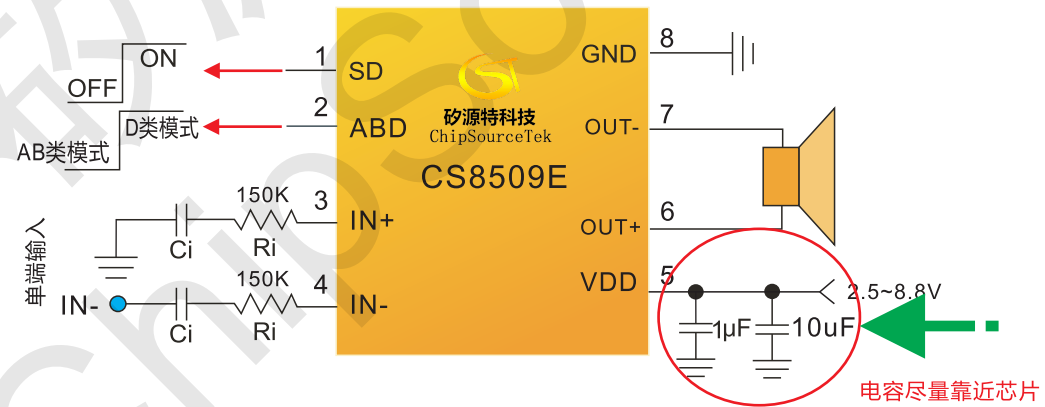 ON
OFF
D类模式
AB类模式
1
SD
2
ABD
矽源特科技
ChipSourceTek
CS8509E
GND
8
OUT-
7
OUT+
6
VDD
5
150K
3
IN+
Ci
Ri
单端输入
150K
4
IN-
IN-
Ci
Ri
2.5~8.8V
1µF
10uF
电容尽量靠近芯片
ChipSo
Chip